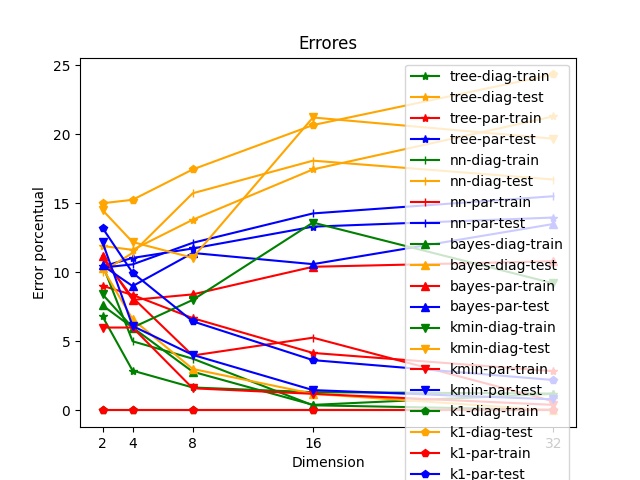 Errores
25
20
15
10
5
0
Error porcentual
2 4 8 16 32
Dimension
tree-diag-train
tree-diag-test
tree-par-train
tree-par-test
nn-diag-train
nn-diag-test
nn-par-train
nn-par-test
bayes-diag-train
bayes-diag-test
bayes-par-train
bayes-par-test
kmin-diag-train
kmin-diag-test
kmin-par-train
kmin-par-test
k1-diag-train
k1-diag-test
k1-par-train
k1-par-test